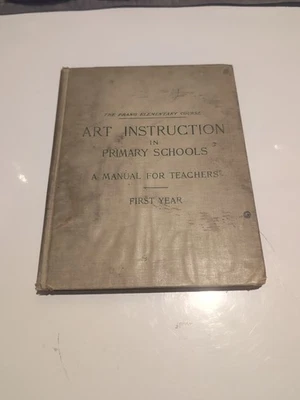 THE PRANG ELEMENTARY COURSE
ART INSTRUCTION
IN
PRIMARY SCHOOLS
A MANUAL FOR TEACHERS
FIRST YEAR